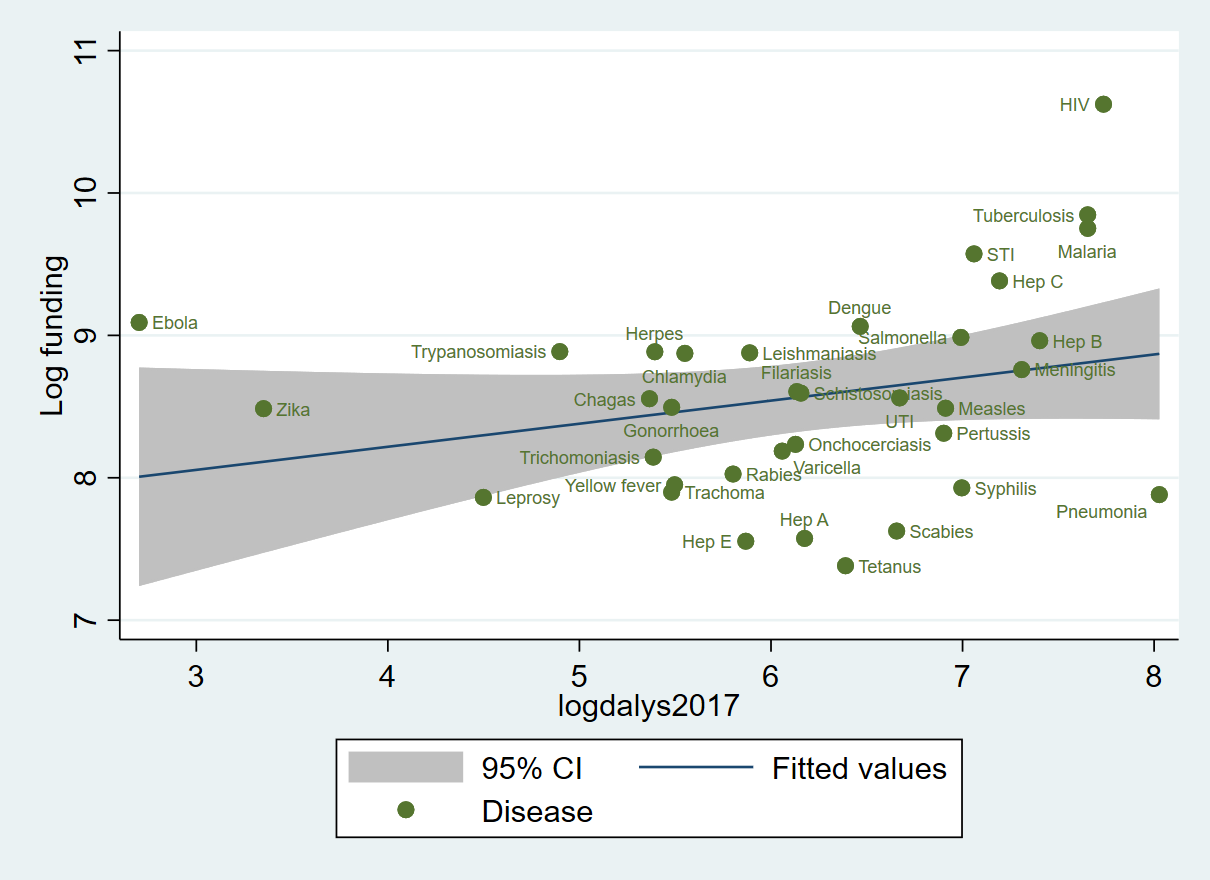 11
10
9
8
7
Log funding
HIV
Tuberculosis
Malaria
STI
Hep C
Dengue
Ebola
Herpes
Salmonella
Hep B
Trypanosomiasis
Leishmaniasis
Chlamydia
Filariasis
Meningitis
Zika
Chagas
Schistosomiasis
Measles
UTI
Gonorrhoea
Pertussis
Onchocerciasis
Trichomoniasis
Varicella
Rabies
Yellow fever
Trachoma
Syphilis
Leprosy
Pneumonia
Hep A
Scabies
Hep E
Tetanus
3 4 5 6 7 8
logdalys2017
95% CI Fitted values
Disease